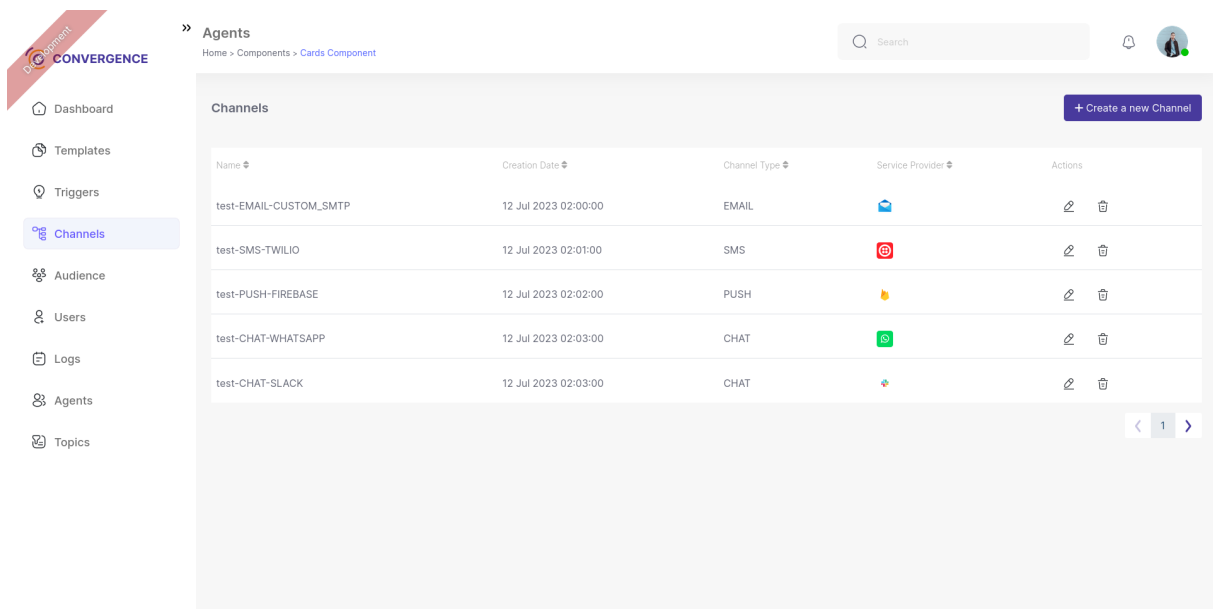 Development
CONVERGENCE
Dashboard
Templates
Triggers
Channels
Audience
Users
Logs
Agents
Topics
Agents
Home > Components > Cards Component
Search
Channels
+ Create a new Channel
Name Creation Date Channel Type Service Provider Actions
test-EMAIL-CUSTOM_SMTP 12 Jul 2023 02:00:00 EMAIL
test-SMS-TWILIO 12 Jul 2023 02:01:00 SMS
test-PUSH-FIREBASE 12 Jul 2023 02:02:00 PUSH
test-CHAT-WHATSAPP 12 Jul 2023 02:03:00 CHAT
test-CHAT-SLACK 12 Jul 2023 02:03:00 CHAT
1